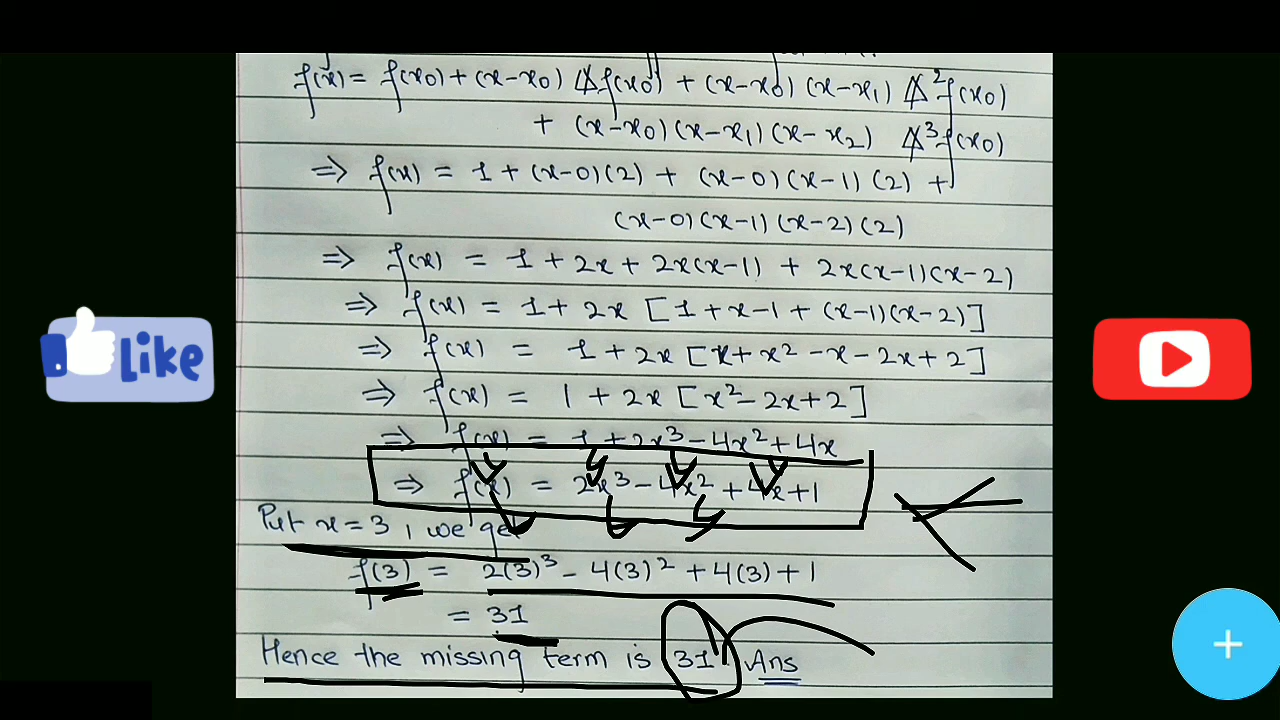 f(x) = f(x0) + (x-x0) ⍋f(x0) + (x-x0) (x-x1) ⍋²f(x0)
+ (x-x0) (x-x1) (x-x2) ⍋³f(x0)
⇒ f(x) = 1 + (x-0)(2) + (x-0)(x-1)(2) +
(x-0)(x-1)(x-2)(2)
⇒ f(x) = 1 + 2x + 2x(x-1) + 2x(x-1)(x-2)
⇒ f(x) = 1 + 2x [1+x-1 + (x-1)(x-2)]
⇒ f(x) = 1 + 2x [x + x² - x - 2x + 2]
⇒ f(x) = 1 + 2x [x² - 2x + 2]
⇒ f(x) = 1 + 2x³ - 4x² + 4x
⇒ f(x) = 2x³ - 4x² + 4x + 1
Put x = 3, we get
f(3) = 2(3)³ - 4(3)² + 4(3) + 1
= 31
Hence the missing term is 31 Ans
Like